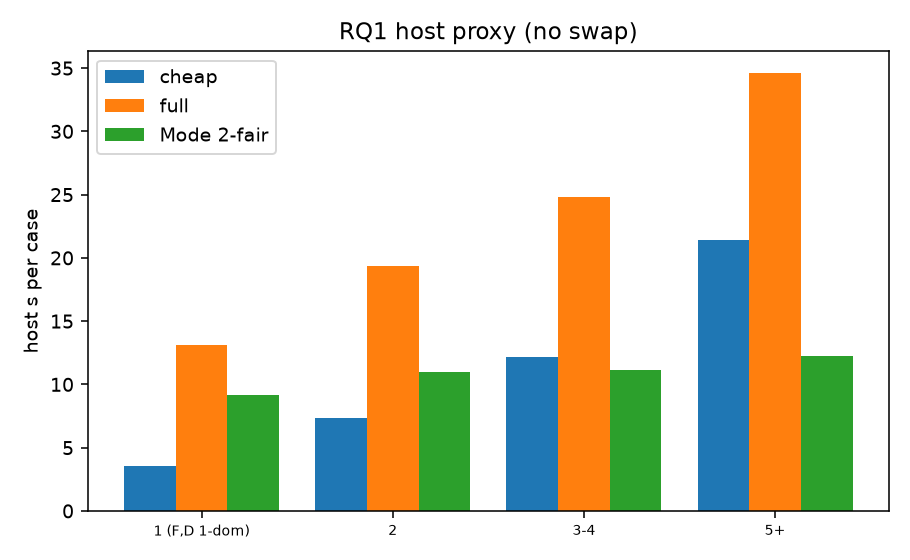 RQ1 host proxy (no swap)
cheap
full
Mode 2-fair
host s per case
35
30
25
20
15
10
5
0
1 (F,D 1-dom)
2
3-4
5+